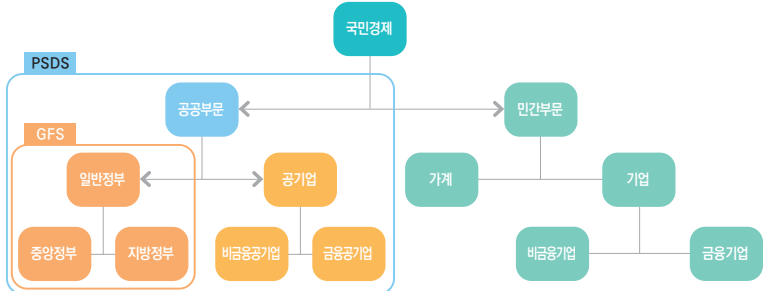 국민경제
PSDS
공공부문
민간부문
GFS
일반정부
공기업
가계
기업
중앙정부
지방정부
비금융공기업
금융공기업
비금융기업
금융기업